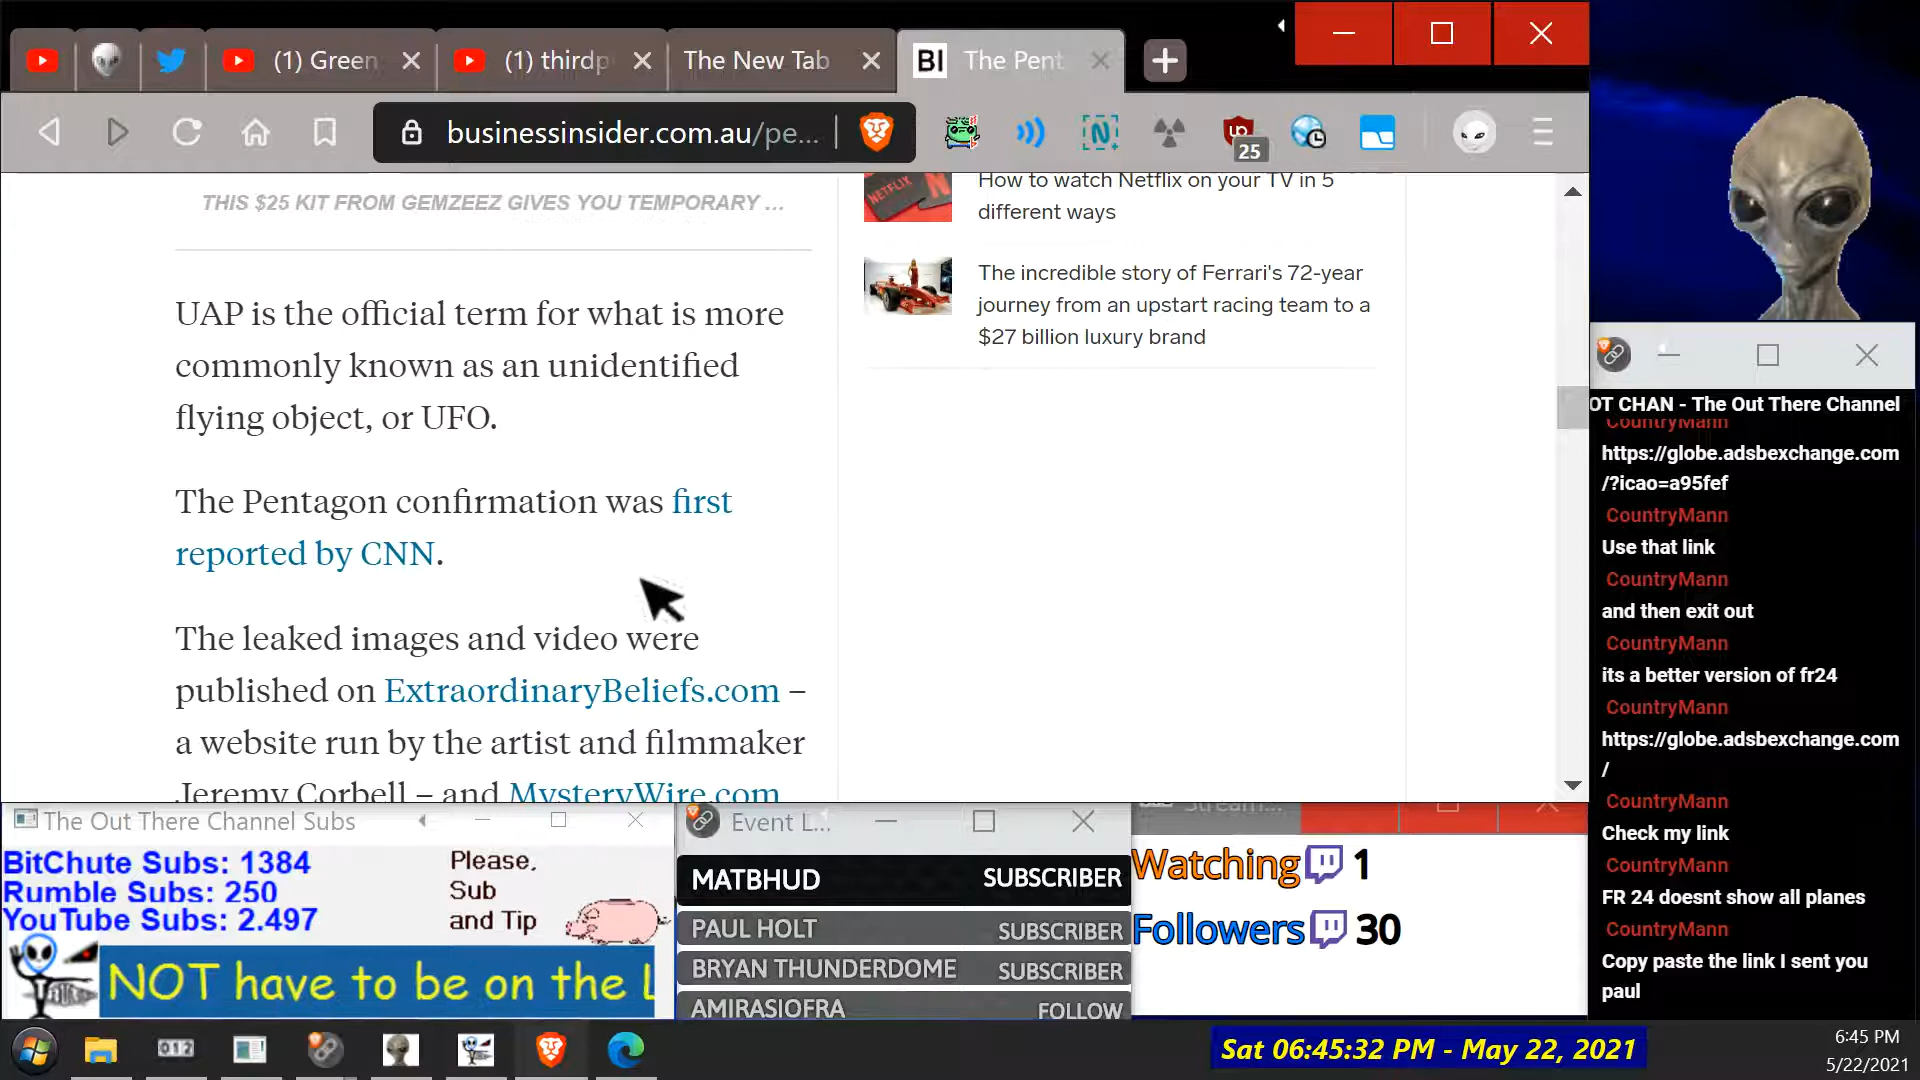 (1) Green
(1) thirdp
The New Tab
BI
The Pent
businessinsider.com.au/pe...
25
THIS $25 KIT FROM GEMZEEZ GIVES YOU TEMPORARY ...
UAP is the official term for what is more
commonly known as an unidentified
flying object, or UFO.
The Pentagon confirmation was first
reported by CNN.
The leaked images and video were
published on ExtraordinaryBeliefs.com –
a website run by the artist and filmmaker
Jeremy Corbell – and MysteryWire.com
NETFLIX
How to watch Netflix on your TV in 5
different ways
The incredible story of Ferrari's 72-year
journey from an upstart racing team to a
$27 billion luxury brand
OT CHAN - The Out There Channel
CountryMann
https://globe.adsbexchange.com
/?icao=a95fef
CountryMann
Use that link
CountryMann
and then exit out
CountryMann
its a better version of fr24
CountryMann
https://globe.adsbexchange.com
/
CountryMann
Check my link
CountryMann
FR 24 doesnt show all planes
CountryMann
Copy paste the link I sent you
paul
The Out There Channel Subs
BitChute Subs: 1384
Rumble Subs: 250
YouTube Subs: 2.497
Please,
Sub
and Tip
NOT have to be on the L
Event L...
MATBHUD SUBSCRIBER
PAUL HOLT SUBSCRIBER
BRYAN THUNDERDOME SUBSCRIBER
AMIRASIOFRA FOLLOW
Stream...
Watching 1
Followers 30
012
Sat 06:45:32 PM - May 22, 2021
6:45 PM
5/22/2021